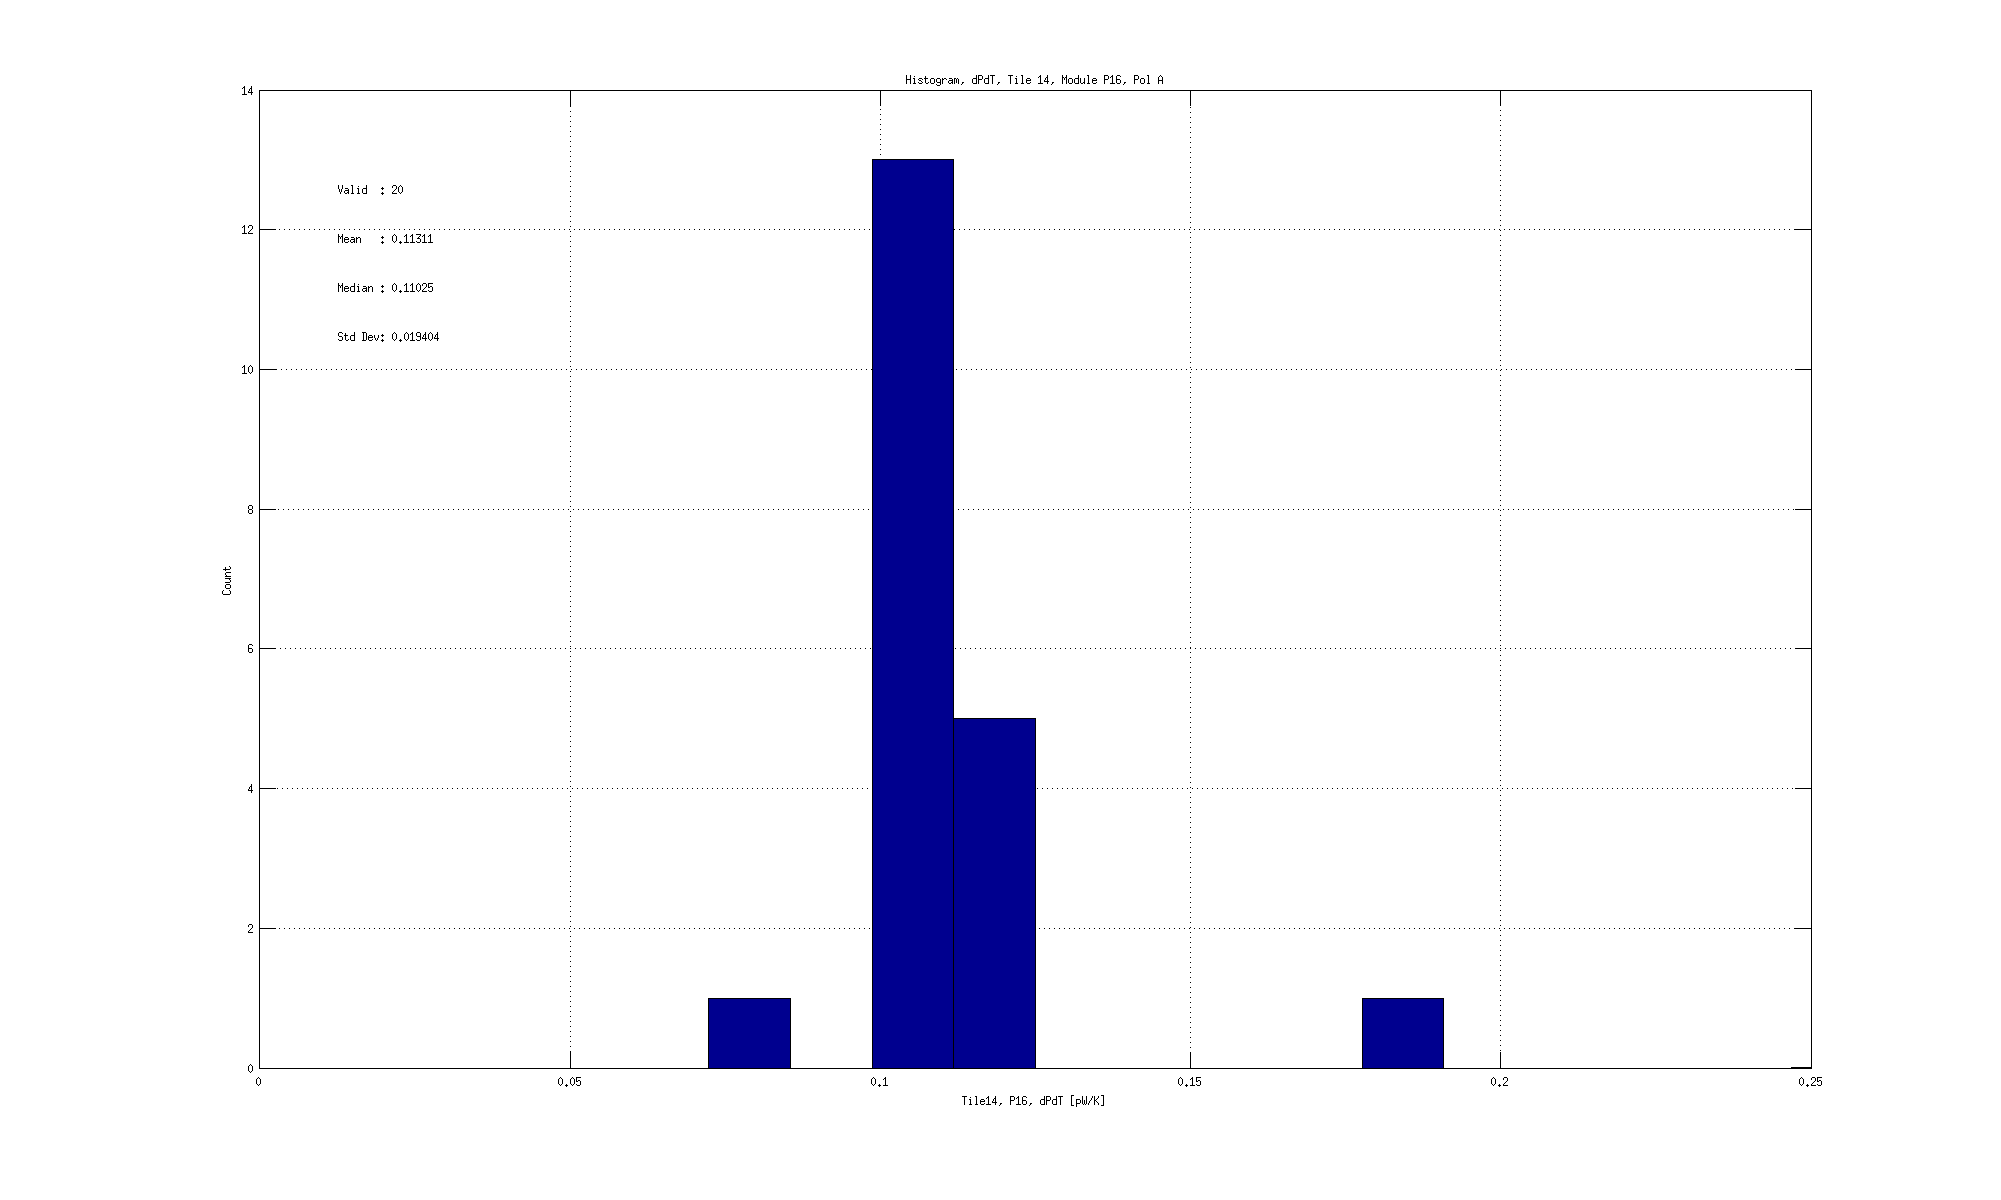 Histogram, dPdT, Tile 14, Module P16, Pol A
14
12
10
8
6
4
2
0
Count
Valid  : 20
Mean   : 0.11311
Median : 0.11025
Std Dev: 0.019404
0 0.05 0.1 0.15 0.2 0.25
Tile14, P16, dPdT [pW/K]